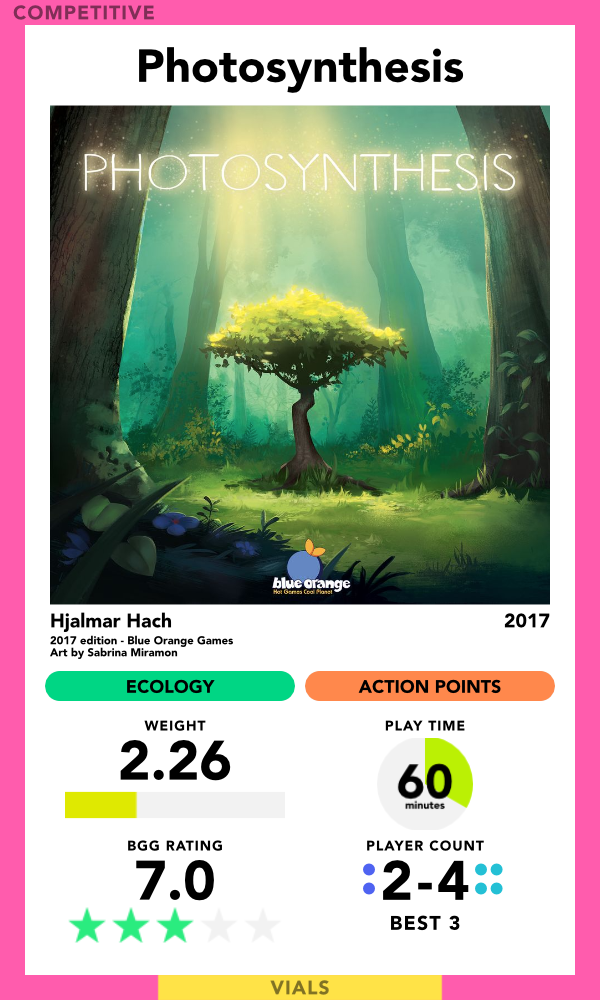 COMPETITIVE
Photosynthesis
PHOTOSYNTHESIS
blue orange
Hot Games Cool Planet
Hjalmar Hach
2017
2017 edition - Blue Orange Games
Art by Sabrina Miramon
ECOLOGY
ACTION POINTS
WEIGHT
2.26
PLAY TIME
60
minutes
BGG RATING
7.0
PLAYER COUNT
2-4
BEST 3
VIALS